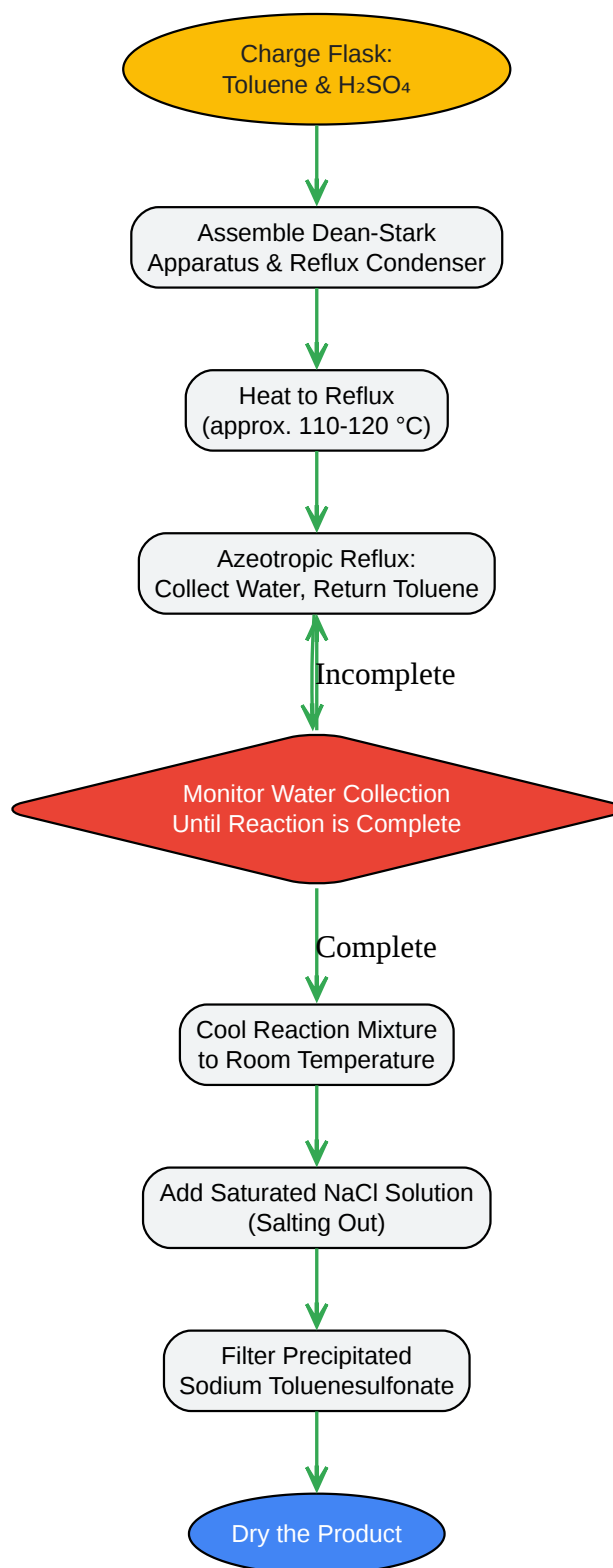 Charge Flask:
Toluene & H₂SO₄
Assemble Dean-Stark
Apparatus & Reflux Condenser
Heat to Reflux
(approx. 110-120 °C)
Azeotropic Reflux:
Collect Water, Return Toluene
Incomplete
Monitor Water Collection
Until Reaction is Complete
Complete
Cool Reaction Mixture
to Room Temperature
Add Saturated NaCl Solution
(Salting Out)
Filter Precipitated
Sodium Toluenesulfonate
Dry the Product